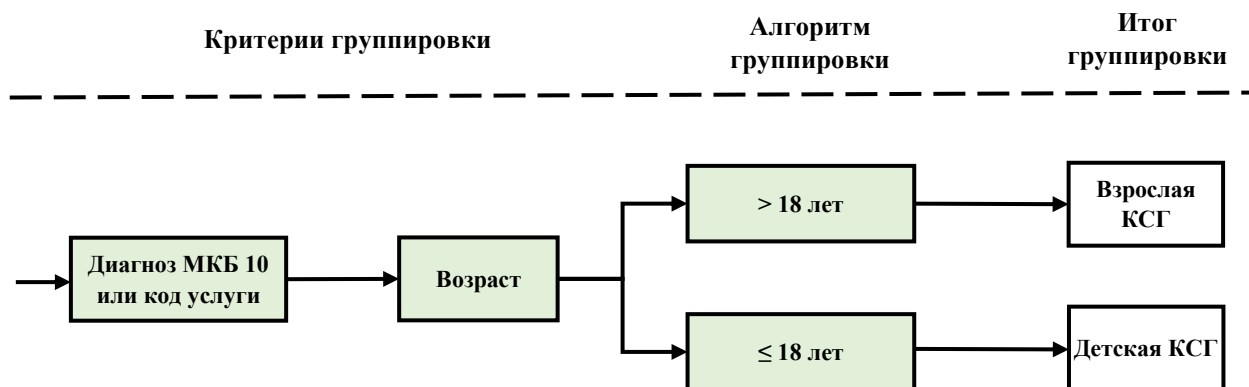 Критерии группировки
Алгоритм
группировки
Итог
группировки
Диагноз МКБ 10
или код услуги
Возраст
> 18 лет
Взрослая
КСГ
≤ 18 лет
Детская КСГ